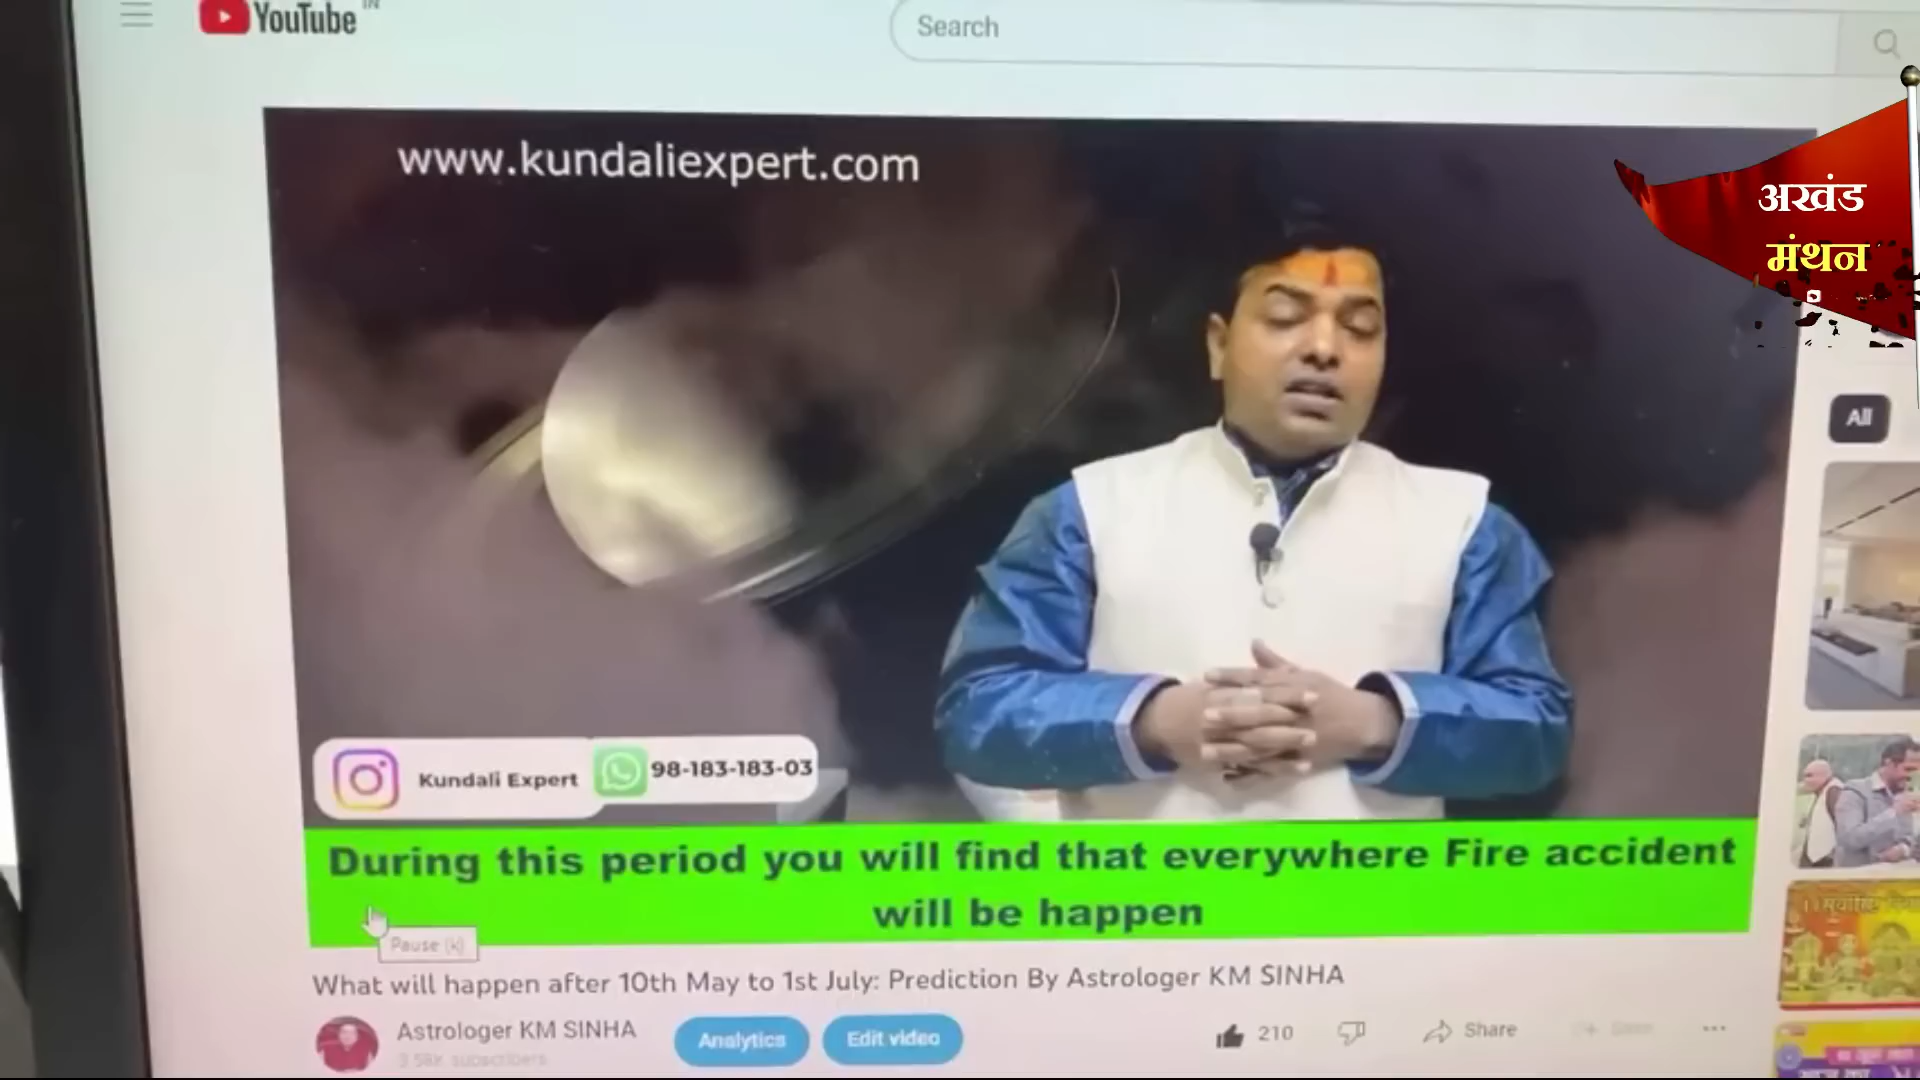 YouTube IN
Search
www.kundaliexpert.com
अखंड
मंथन
All
Kundali Expert
98-183-183-03
During this period you will find that everywhere Fire accident
will be happen
Pause (k)
What will happen after 10th May to 1st July: Prediction By Astrologer KM SINHA
Astrologer KM SINHA
Analytics
Edit video
210
Share
Save